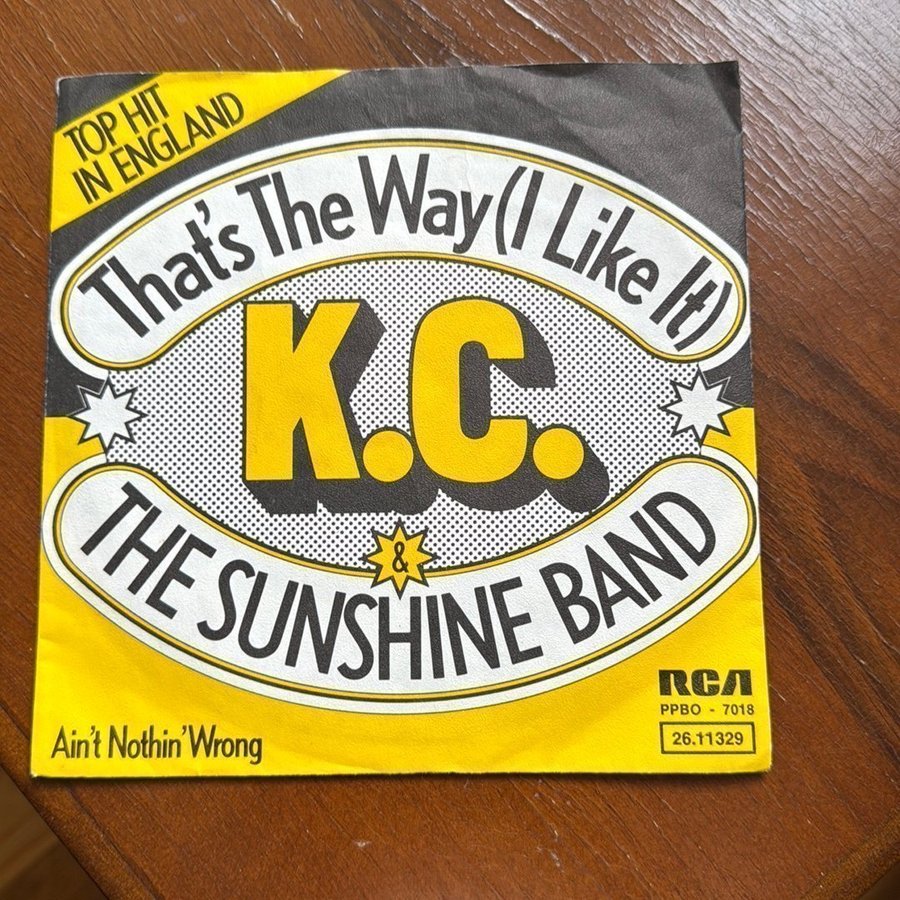 TOP HIT
IN ENGLAND
That's The Way (I Like It)
K.C.
&
THE SUNSHINE BAND
RCA
PPBO - 7018
26.11329
Ain't Nothin' Wrong